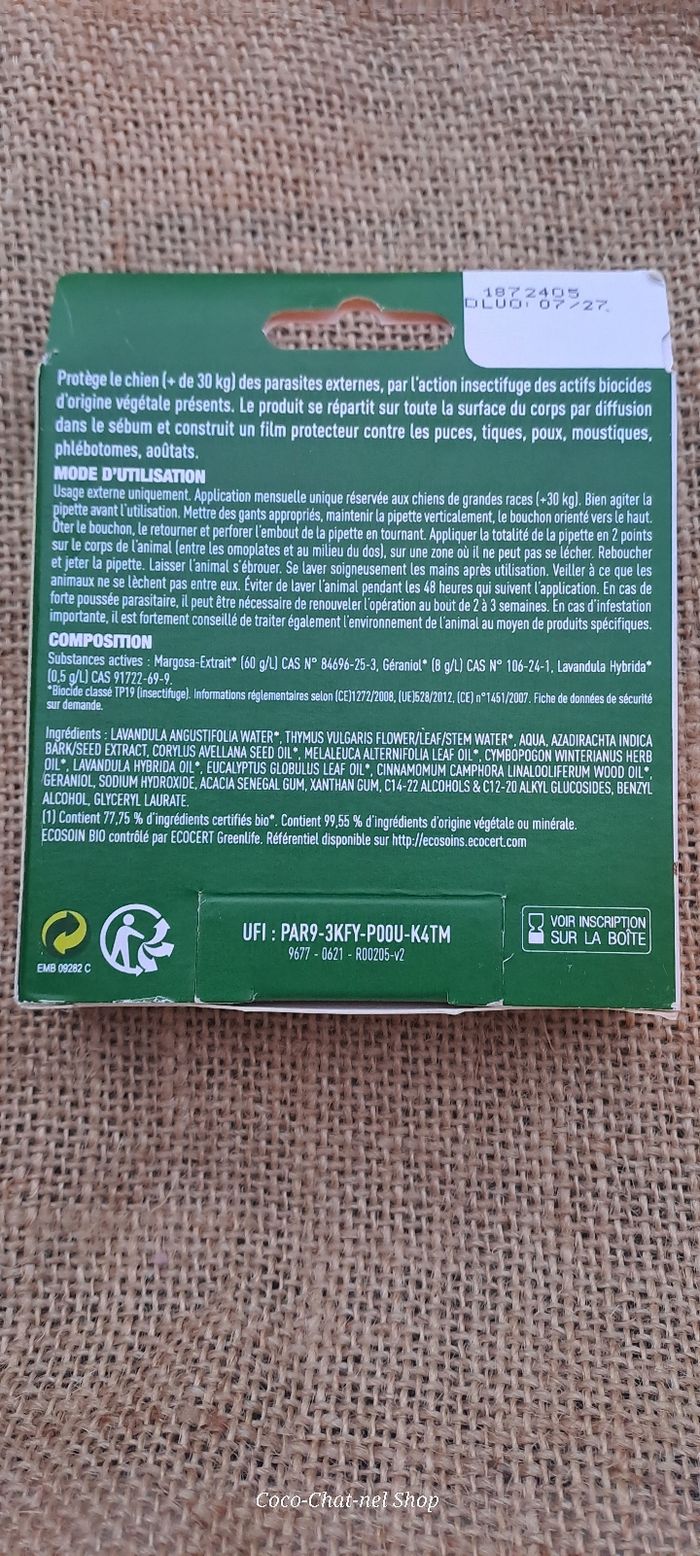 1872405
DLUO: 07/27
Protège le chien (+ de 30 kg) des parasites externes, par l'action insectifuge des actifs biocides
d'origine végétale présents. Le produit se répartit sur toute la surface du corps par diffusion
dans le sébum et construit un film protecteur contre les puces, tiques, poux, moustiques,
phlébotomes, aoûtats.
MODE D'UTILISATION
Usage externe uniquement. Application mensuelle unique réservée aux chiens de grandes races (+30 kg). Bien agiter la
pipette avant l'utilisation. Mettre des gants appropriés, maintenir la pipette verticalement, le bouchon orienté vers le haut.
Ôter le bouchon, le retourner et perforer l'embout de la pipette en tournant. Appliquer la totalité de la pipette en 2 points
sur le corps de l'animal (entre les omoplates et au milieu du dos), sur une zone où il ne peut pas se lécher. Reboucher
et jeter la pipette. Laisser l'animal s'ébrouer. Se laver soigneusement les mains après utilisation. Veiller à ce que les
animaux ne se lèchent pas entre eux. Éviter de laver l'animal pendant les 48 heures qui suivent l'application. En cas de
forte poussée parasitaire, il peut être nécessaire de renouveler l'opération au bout de 2 à 3 semaines. En cas d'infestation
importante, il est fortement conseillé de traiter également l'environnement de l'animal au moyen de produits spécifiques.
COMPOSITION
Substances actives : Margosa-Extrait* (60 g/L) CAS N° 84696-25-3, Géraniol* (8 g/L) CAS N° 106-24-1, Lavandula Hybrida*
(0,5 g/L) CAS 91722-69-9.
*Biocide classé TP19 (insectifuge). Informations réglementaires selon (CE)1272/2008, (UE)528/2012, (CE) n°1451/2007. Fiche de données de sécurité
sur demande.
Ingrédients : LAVANDULA ANGUSTIFOLIA WATER*, THYMUS VULGARIS FLOWER/LEAF/STEM WATER*, AQUA, AZADIRACHTA INDICA
BARK/SEED EXTRACT, CORYLUS AVELLANA SEED OIL*, MELALEUCA ALTERNIFOLIA LEAF OIL*, CYMBOPOGON WINTERIANUS HERB
OIL*, LAVANDULA HYBRIDA OIL*, EUCALYPTUS GLOBULUS LEAF OIL*, CINNAMOMUM CAMPHORA LINALOOLIFERUM WOOD OIL*,
GERANIOL, SODIUM HYDROXIDE, ACACIA SENEGAL GUM, XANTHAN GUM, C14-22 ALCOHOLS & C12-20 ALKYL GLUCOSIDES, BENZYL
ALCOHOL, GLYCERYL LAURATE.
(1) Contient 77,75 % d'ingrédients certifiés bio*. Contient 99,55 % d'ingrédients d'origine végétale ou minérale.
ECOSOIN BIO contrôlé par ECOCERT Greenlife. Référentiel disponible sur http://ecosoins.ecocert.com
EMB 09282 C
UFI : PAR9-3KFY-P00U-K4TM
9677 - 0621 - R00205-v2
VOIR INSCRIPTION
SUR LA BOÎTE
Coco-Chat-nel Shop